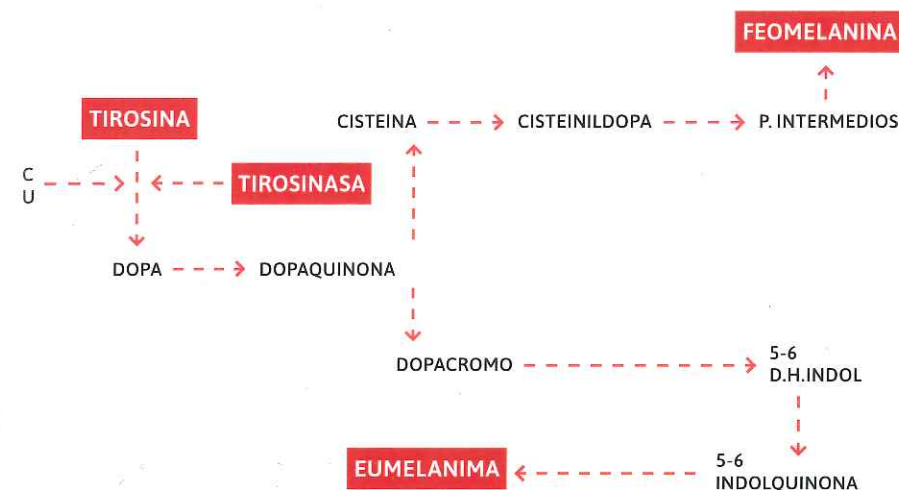 FEOMELANINA
TIROSINA
CISTEINA
CISTEINILDOPA
P. INTERMEDIOS
C
U
TIROSINASA
DOPA
DOPAQUINONA
DOPACROMO
5-6
D.H.INDOL
EUMELANIMA
5-6
INDOLQUINONA